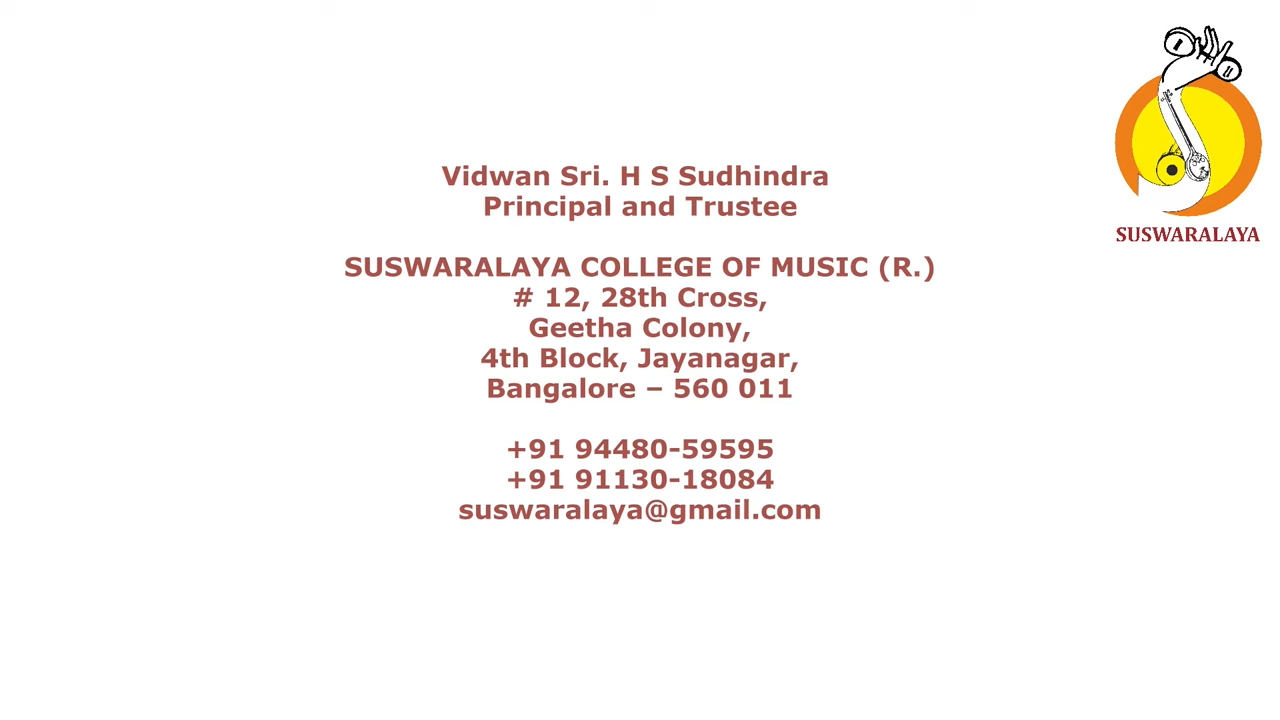 Vidwan Sri. H S Sudhindra
Principal and Trustee
SUSWARALAYA COLLEGE OF MUSIC (R.)
# 12, 28th Cross,
Geetha Colony,
4th Block, Jayanagar,
Bangalore – 560 011
+91 94480-59595
+91 91130-18084
suswaralaya@gmail.com
SUSWARALAYA